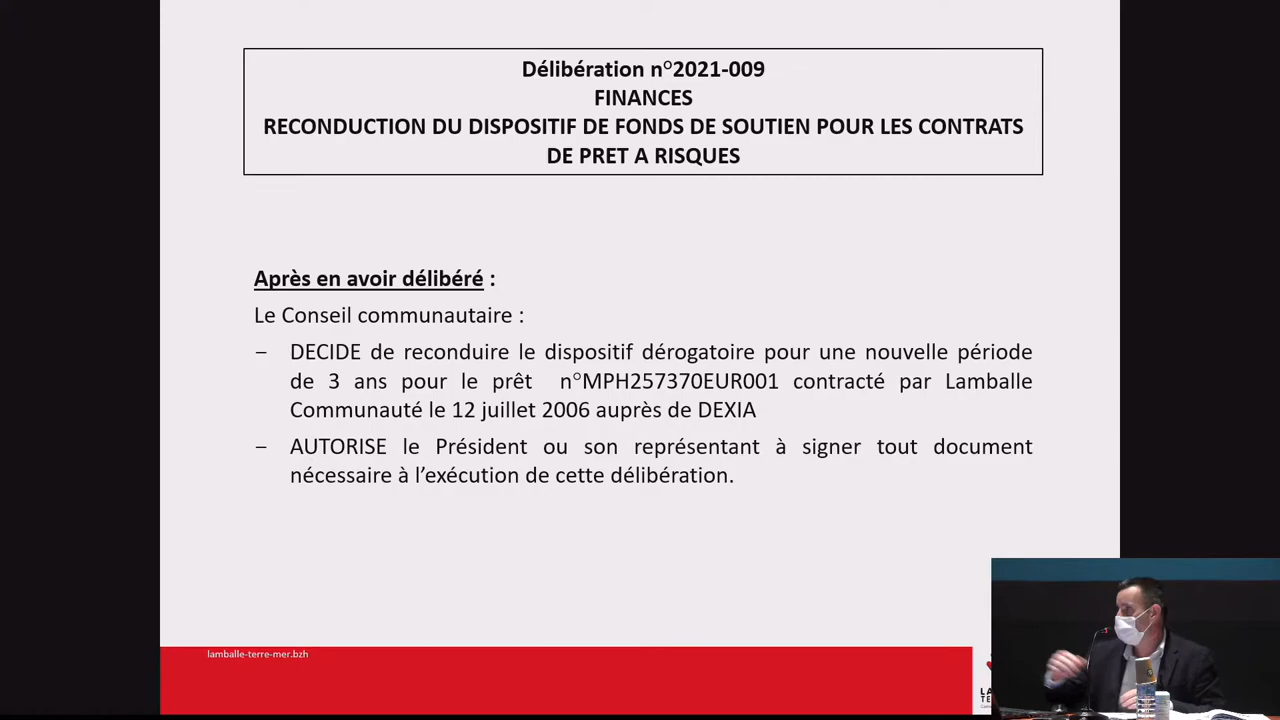 Délibération n°2021-009
FINANCES
RECONDUCTION DU DISPOSITIF DE FONDS DE SOUTIEN POUR LES CONTRATS
DE PRET A RISQUES
Après en avoir délibéré :
Le Conseil communautaire :
– DECIDE de reconduire le dispositif dérogatoire pour une nouvelle période
de 3 ans pour le prêt n°MPH257370EUR001 contracté par Lamballe
Communauté le 12 juillet 2006 auprès de DEXIA
– AUTORISE le Président ou son représentant à signer tout document
nécessaire à l’exécution de cette délibération.
lamballe-terre-mer.bzh